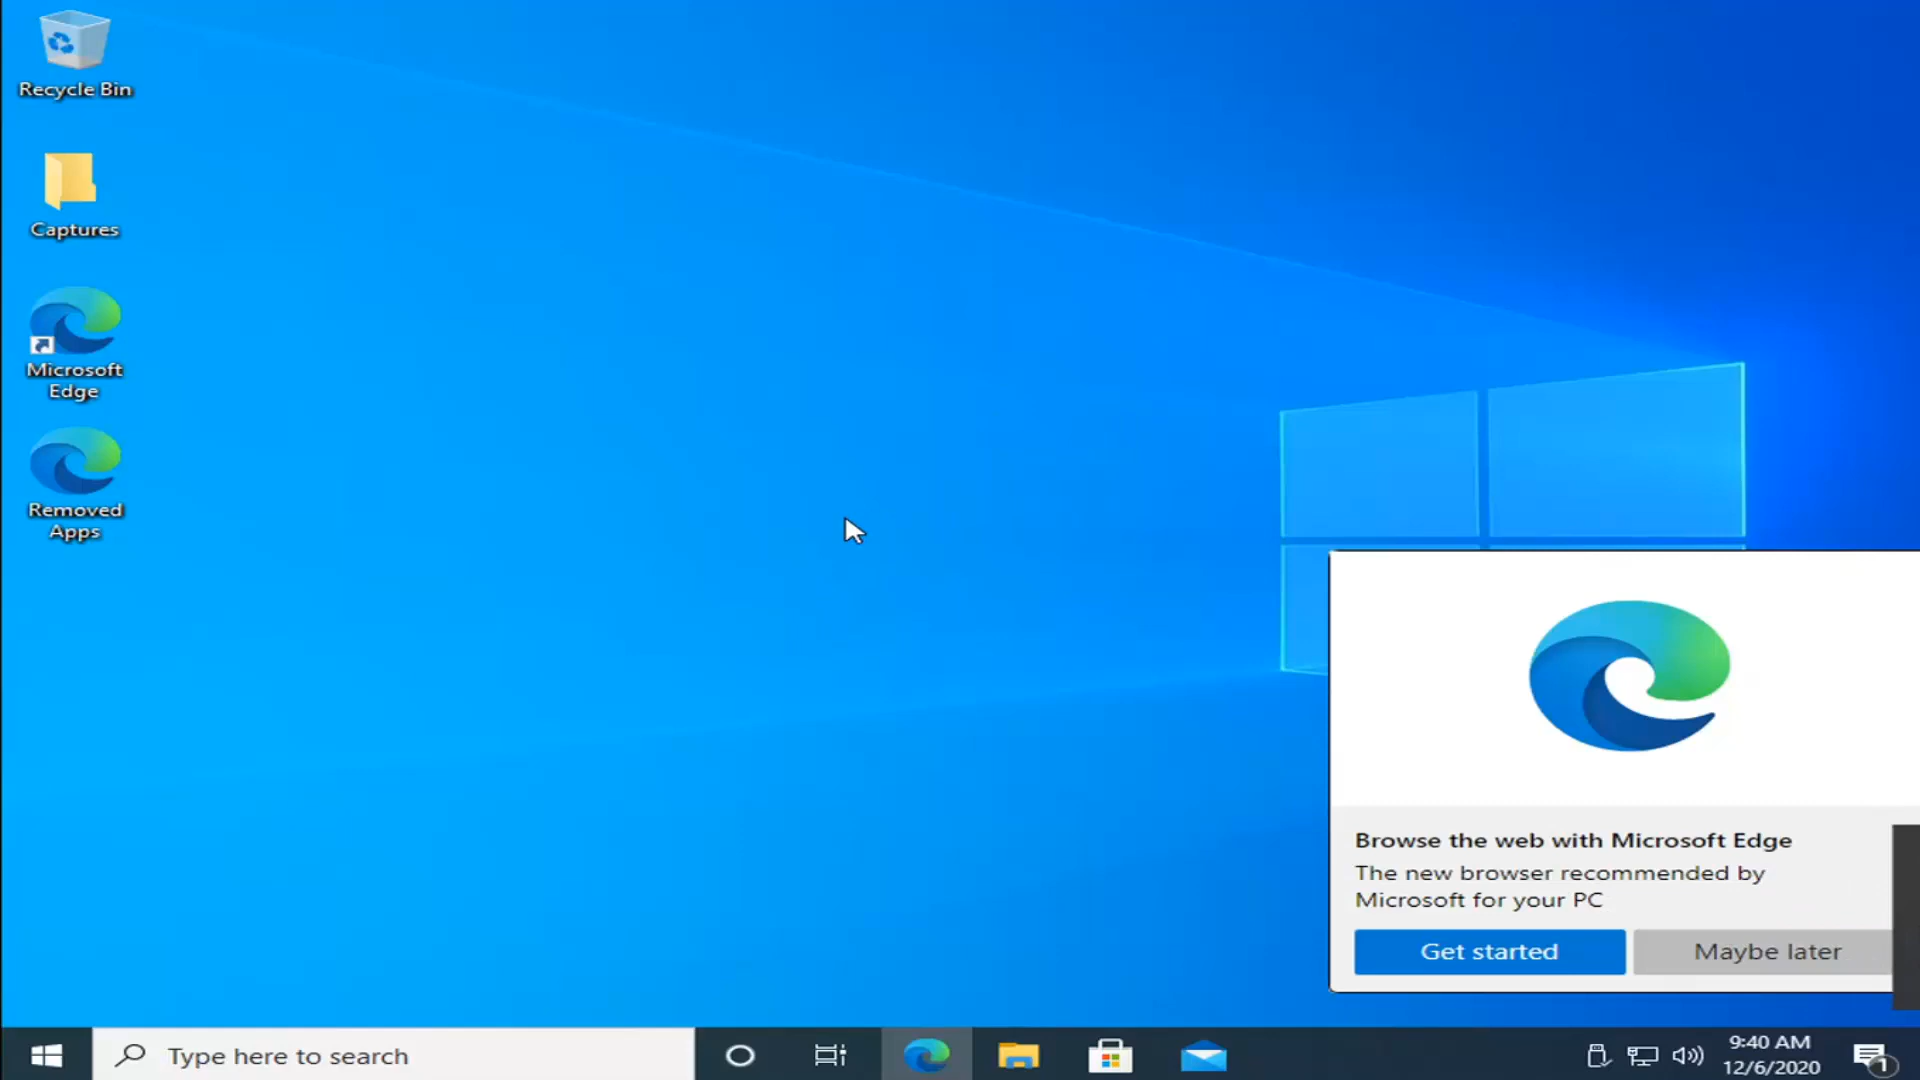 Recycle Bin
Captures
Microsoft
Edge
Removed
Apps
Browse the web with Microsoft Edge
The new browser recommended by
Microsoft for your PC
Get started
Maybe later
Type here to search
9:40 AM
12/6/2020
1